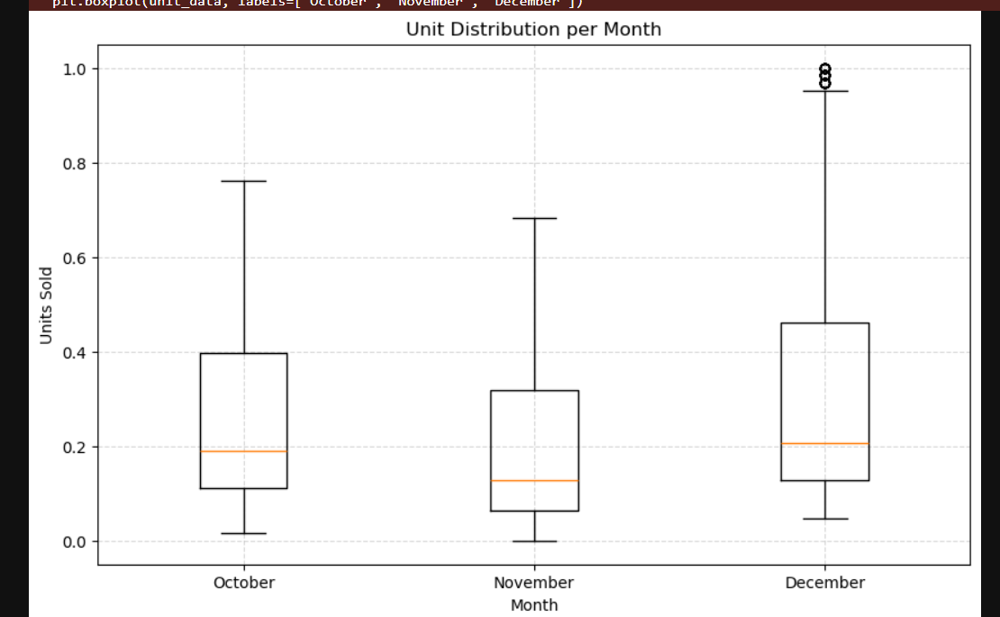 plt.boxplot(unit_data, labels=['October', 'November', 'December'])
Unit Distribution per Month
1.0
0.8
0.6
0.4
0.2
0.0
Units Sold
October November December
Month